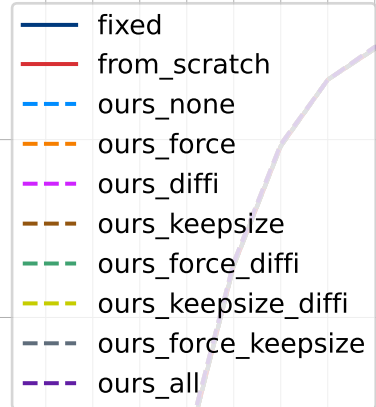 fixed
from_scratch
ours_none
ours_force
ours_diffi
ours_keepsize
ours_force_diffi
ours_keepsize_diffi
ours_force_keepsize
ours_all